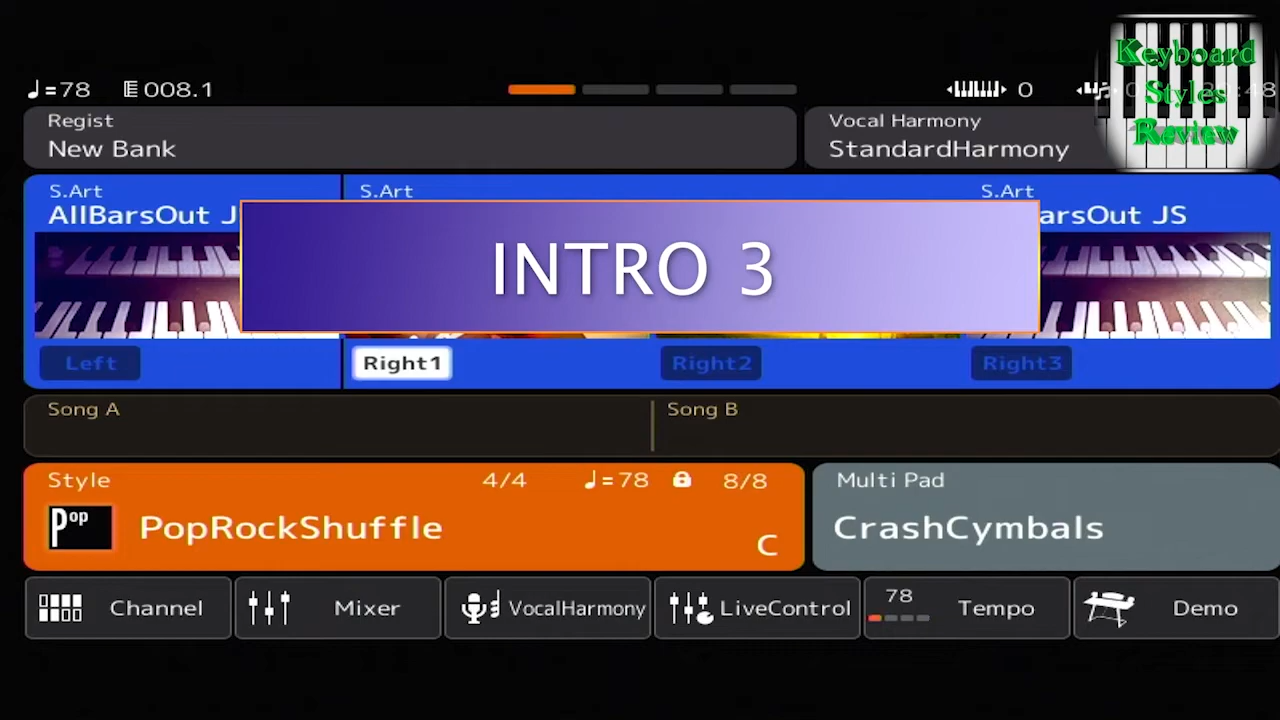 ♩=78 008.1 0
Keyboard
Styles
Review
Regist
New Bank
Vocal Harmony
StandardHarmony
S.Art
AllBarsOut J
S.Art
S.Art
arsOut JS
INTRO 3
Left
Right1
Right2
Right3
Song A
Song B
Style 4/4 ♩=78 8/8
Pop
PopRockShuffle
C
Multi Pad
CrashCymbals
Channel
Mixer
VocalHarmony
LiveControl
78
Tempo
Demo